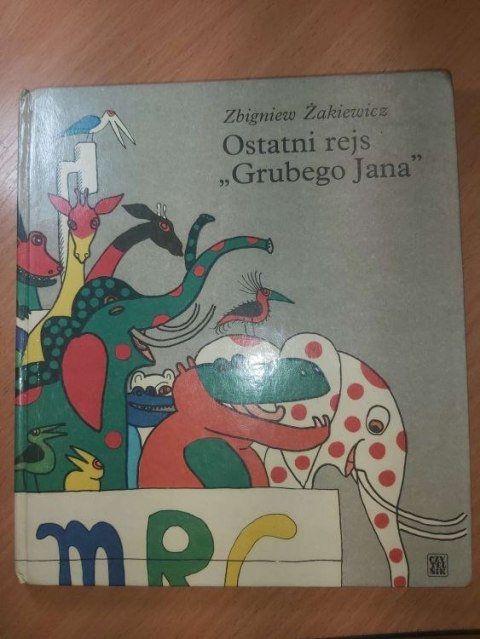 Zbigniew Żakiewicz
Ostatni rejs
„Grubego Jana”
mRC
CZY
TEL
NIK